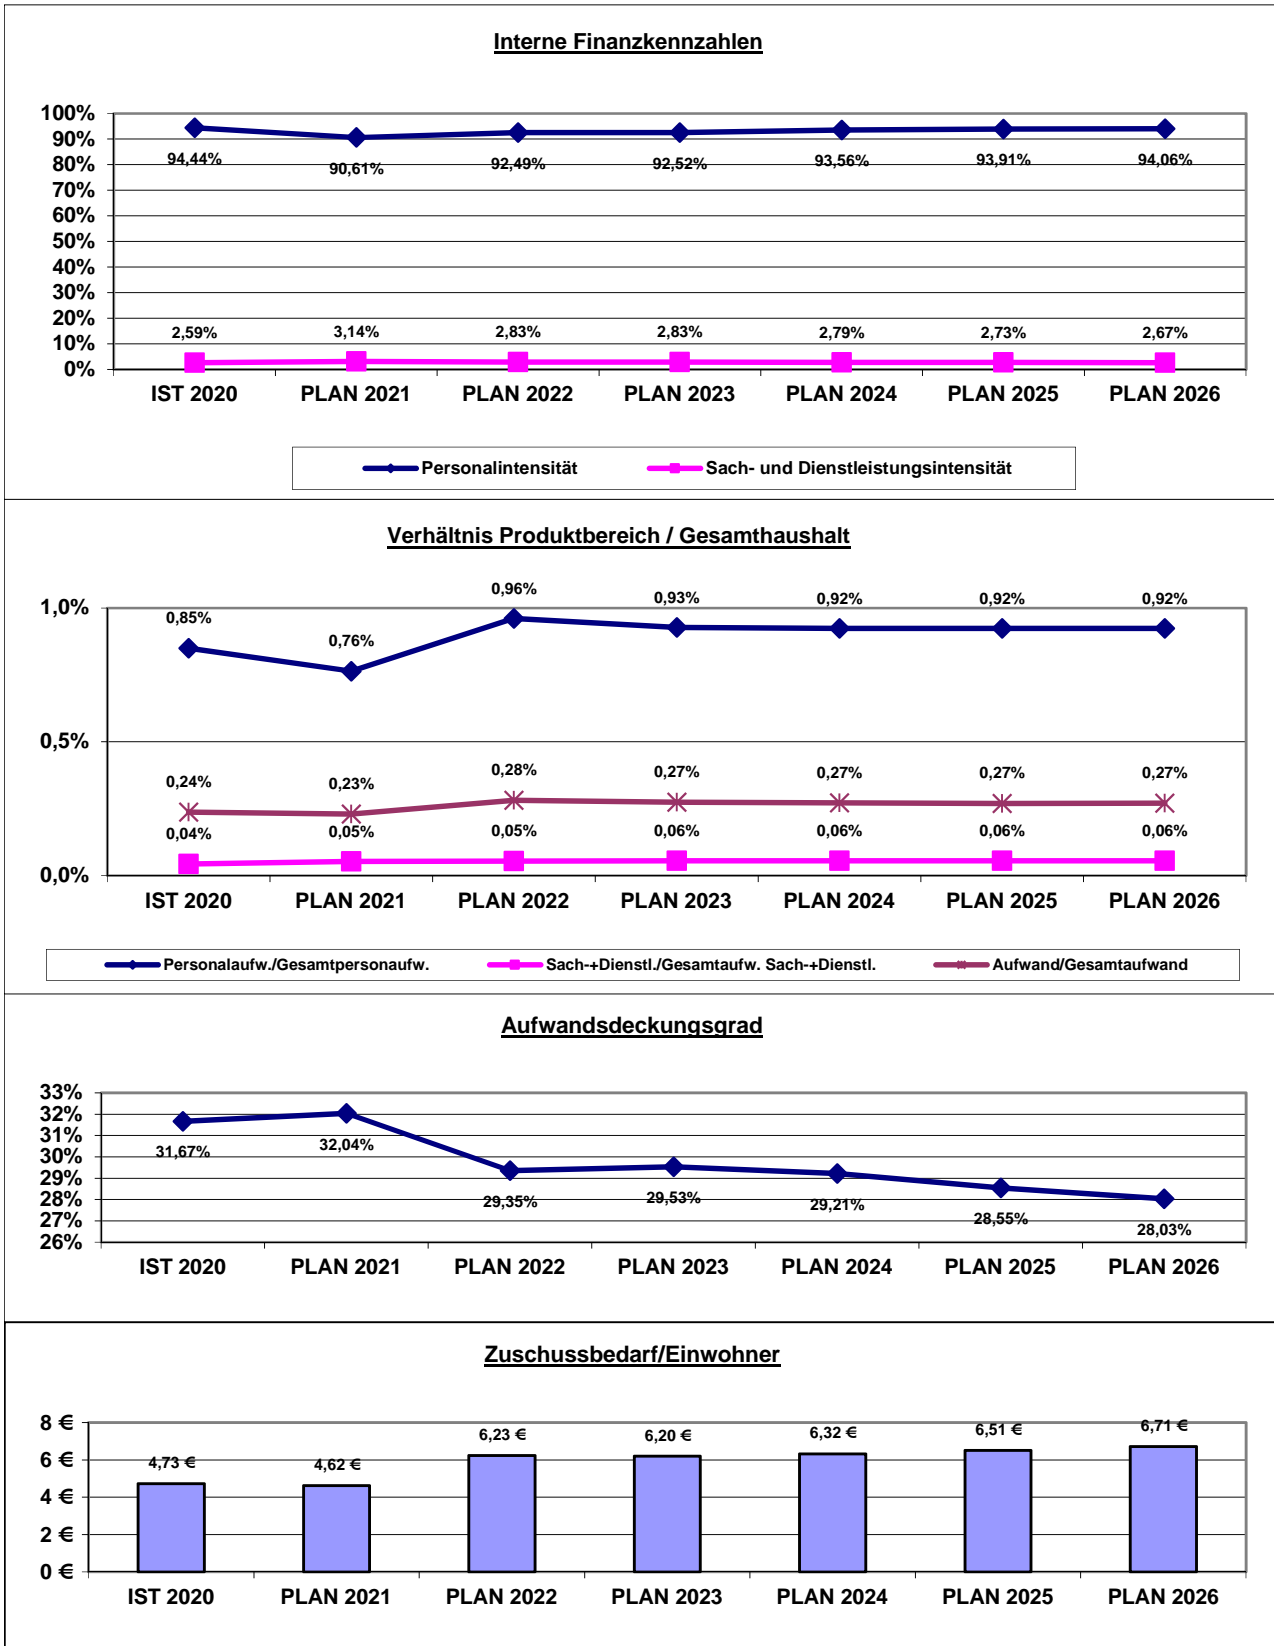 Interne Finanzkennzahlen
100%
90%
80%
70%
60%
50%
40%
30%
20%
10%
0%
94,44% 90,61% 92,49% 92,52% 93,56% 93,91% 94,06%
2,59% 3,14% 2,83% 2,83% 2,79% 2,73% 2,67%
IST 2020 PLAN 2021 PLAN 2022 PLAN 2023 PLAN 2024 PLAN 2025 PLAN 2026
Personalintensität Sach- und Dienstleistungsintensität
Verhältnis Produktbereich / Gesamthaushalt
1,0%
0,5%
0,0%
0,85% 0,76% 0,96% 0,93% 0,92% 0,92% 0,92%
0,24% 0,23% 0,28% 0,27% 0,27% 0,27% 0,27%
0,04% 0,05% 0,05% 0,06% 0,06% 0,06% 0,06%
IST 2020 PLAN 2021 PLAN 2022 PLAN 2023 PLAN 2024 PLAN 2025 PLAN 2026
Personalaufw./Gesamtpersonaufw. Sach-+Dienstl./Gesamtaufw. Sach-+Dienstl. Aufwand/Gesamtaufwand
Aufwandsdeckungsgrad
33%
32%
31%
30%
29%
28%
27%
26%
31,67% 32,04% 29,35% 29,53% 29,21% 28,55% 28,03%
IST 2020 PLAN 2021 PLAN 2022 PLAN 2023 PLAN 2024 PLAN 2025 PLAN 2026
Zuschussbedarf/Einwohner
8 €
6 €
4 €
2 €
0 €
4,73 € 4,62 € 6,23 € 6,20 € 6,32 € 6,51 € 6,71 €
IST 2020 PLAN 2021 PLAN 2022 PLAN 2023 PLAN 2024 PLAN 2025 PLAN 2026